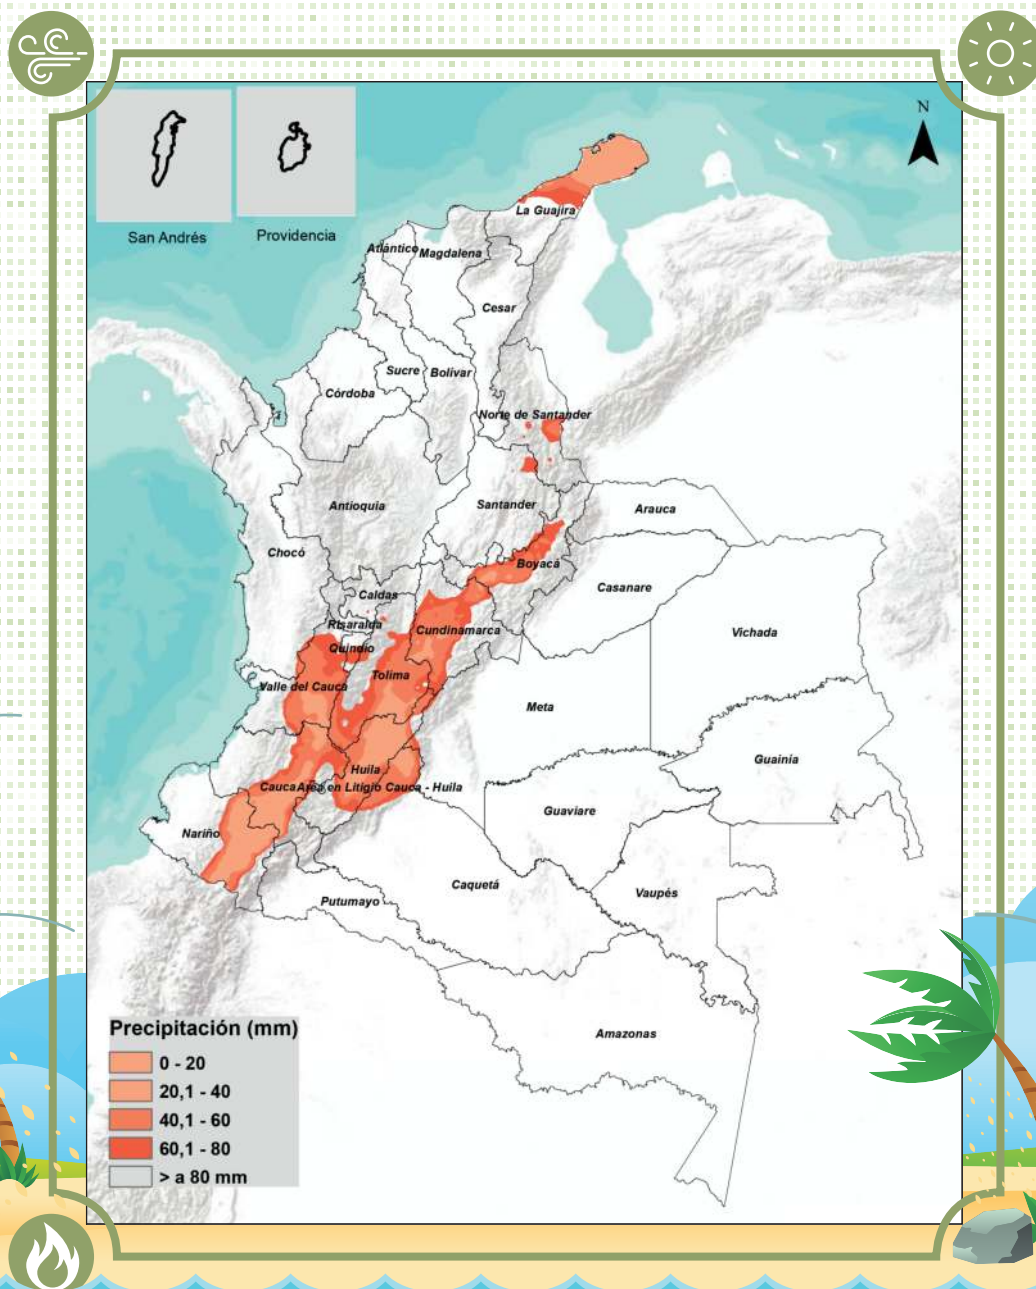 N
San Andrés
Providencia
La Guajira
Atlántico
Magdalena
Cesar
Sucre
Bolívar
Córdoba
Norte de Santander
Antioquia
Santander
Arauca
Chocó
Boyacá
Casanare
Caldas
Risaralda
Cundinamarca
Vichada
Quindío
Tolima
Valle del Cauca
Meta
Guainía
Huila
Cauca
Area en Litigio Cauca - Huila
Guaviare
Nariño
Caquetá
Vaupés
Putumayo
Amazonas
Precipitación (mm)
0 - 20
20,1 - 40
40,1 - 60
60,1 - 80
> a 80 mm